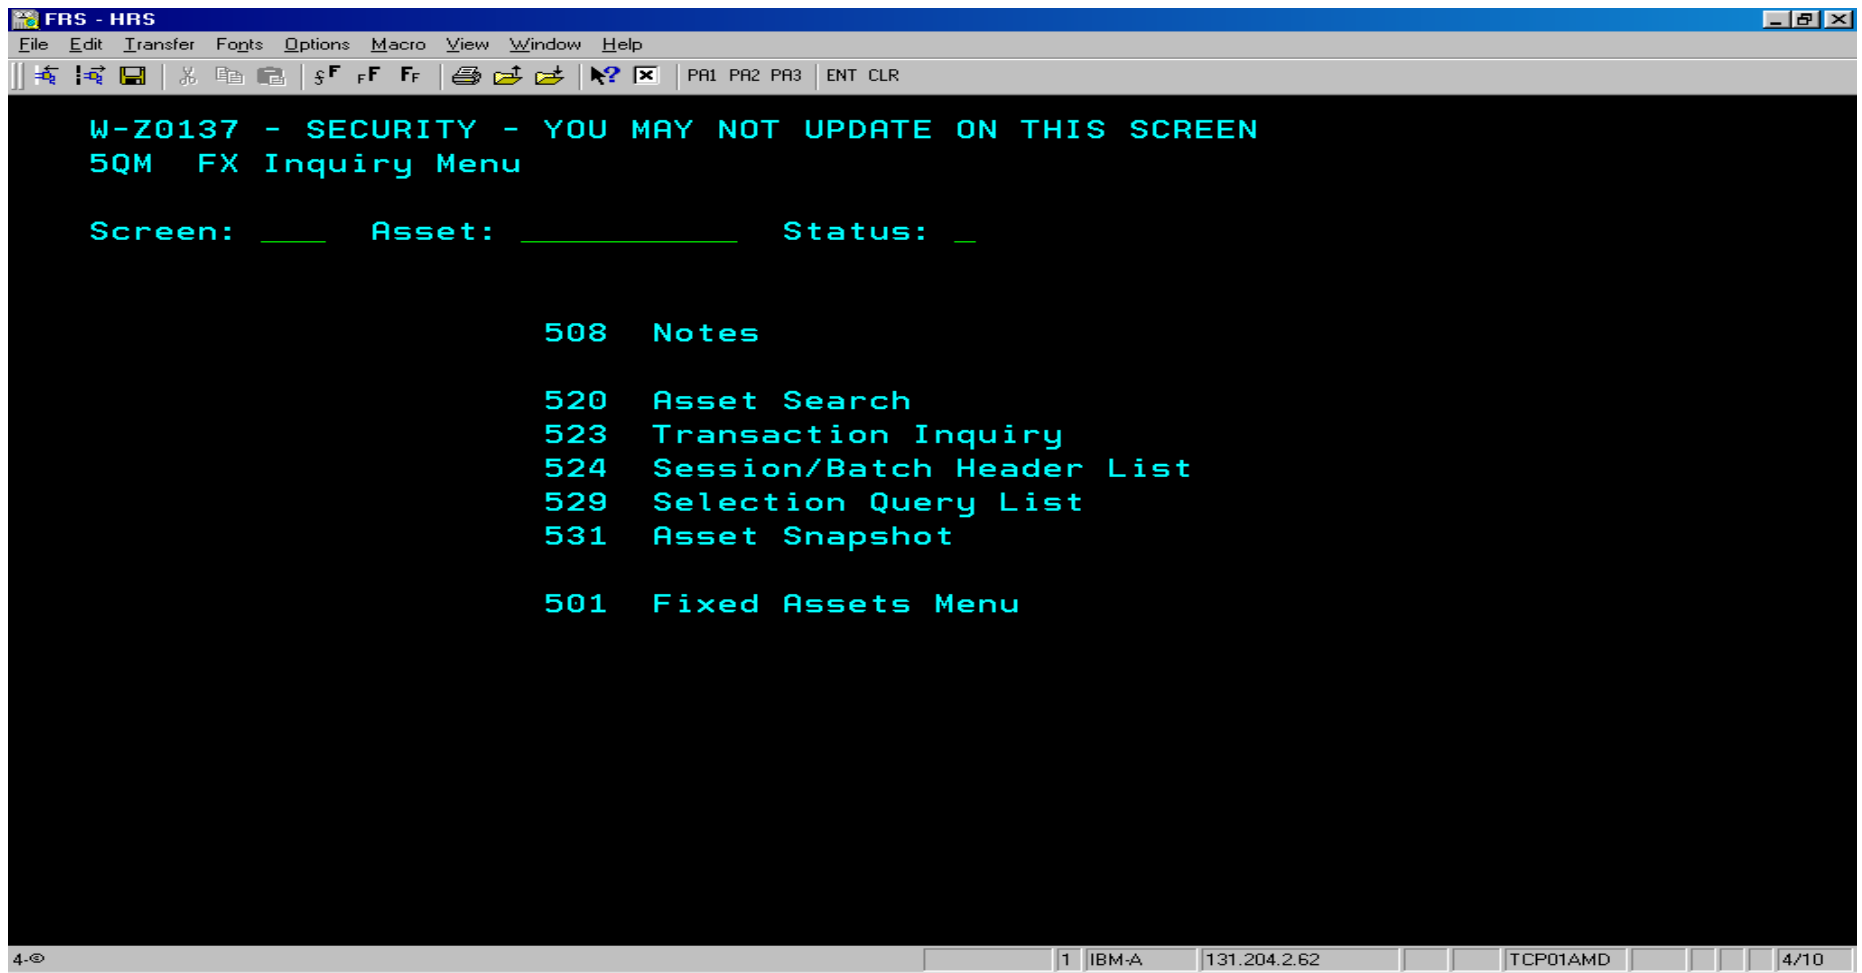 FRS - HRS
File Edit Transfer Fonts Options Macro View Window Help
PA1 PA2 PA3 ENT CLR
W-Z0137 - SECURITY - YOU MAY NOT UPDATE ON THIS SCREEN
5QM FX Inquiry Menu
Screen: ___ Asset: __________ Status: _
508 Notes
520 Asset Search
523 Transaction Inquiry
524 Session/Batch Header List
529 Selection Query List
531 Asset Snapshot
501 Fixed Assets Menu
4-© 1 IBM-A 131.204.2.62 TCP01AMD 4/10